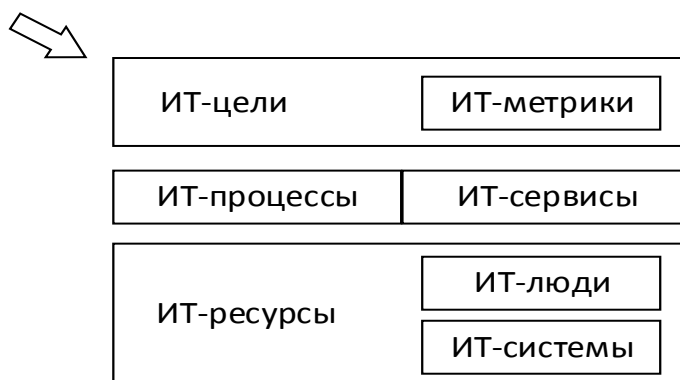 ИТ-цели
ИТ-метрики
ИТ-процессы
ИТ-сервисы
ИТ-ресурсы
ИТ-люди
ИТ-системы